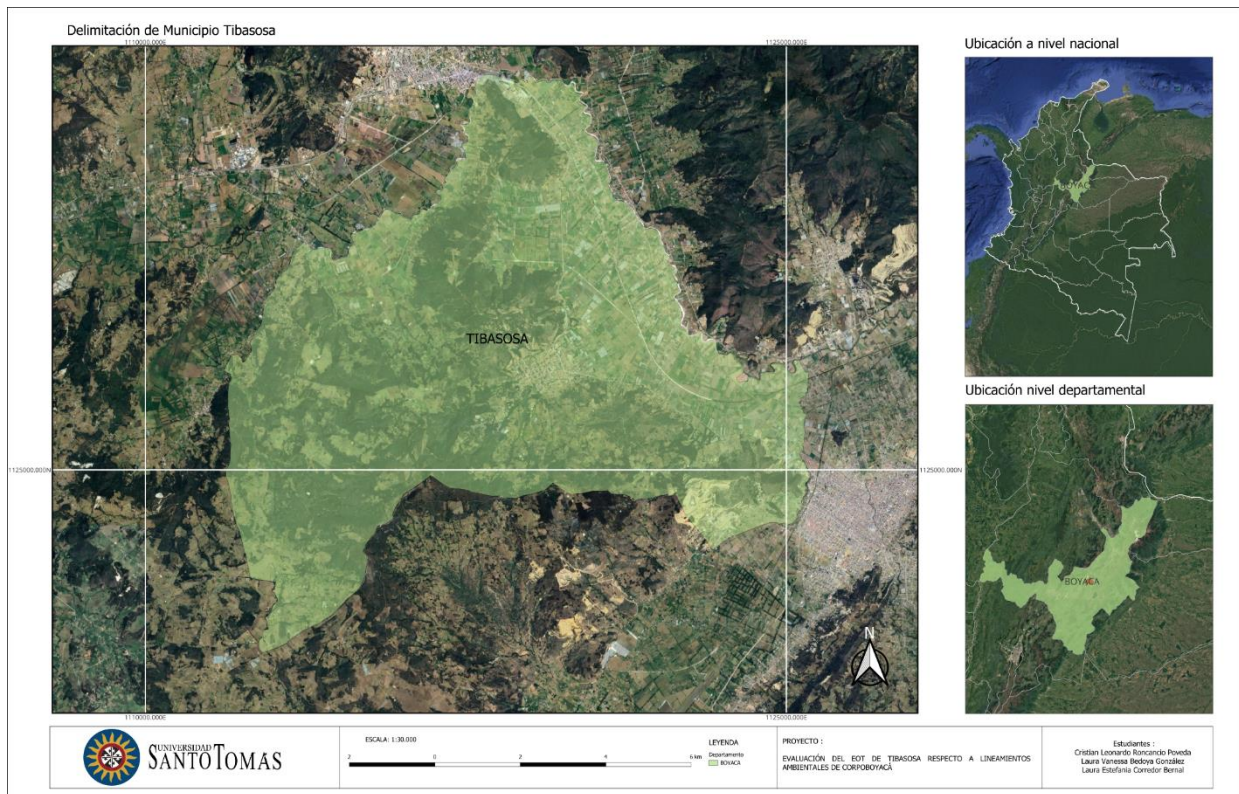 Delimitación de Municipio Tibasosa
1110000.000E
1125000.000E
TIBASOSA
1125000.000N
1125000.000N
N
1110000.000E
1125000.000E
Ubicación a nivel nacional
BOYACÁ
Ubicación nivel departamental
BOYACA
UNIVERSIDAD
SANTO TOMAS
ESCALA: 1:30.000
2 0 2 4 6 km
LEYENDA
Departamento
BOYACA
PROYECTO :
EVALUACIÓN DEL EOT DE TIBASOSA RESPECTO A LINEAMIENTOS
AMBIENTALES DE CORPOBOYACÁ
Estudiantes :
Cristian Leonardo Roncancio Poveda
Laura Vanessa Bedoya González
Laura Estefania Corredor Bernal